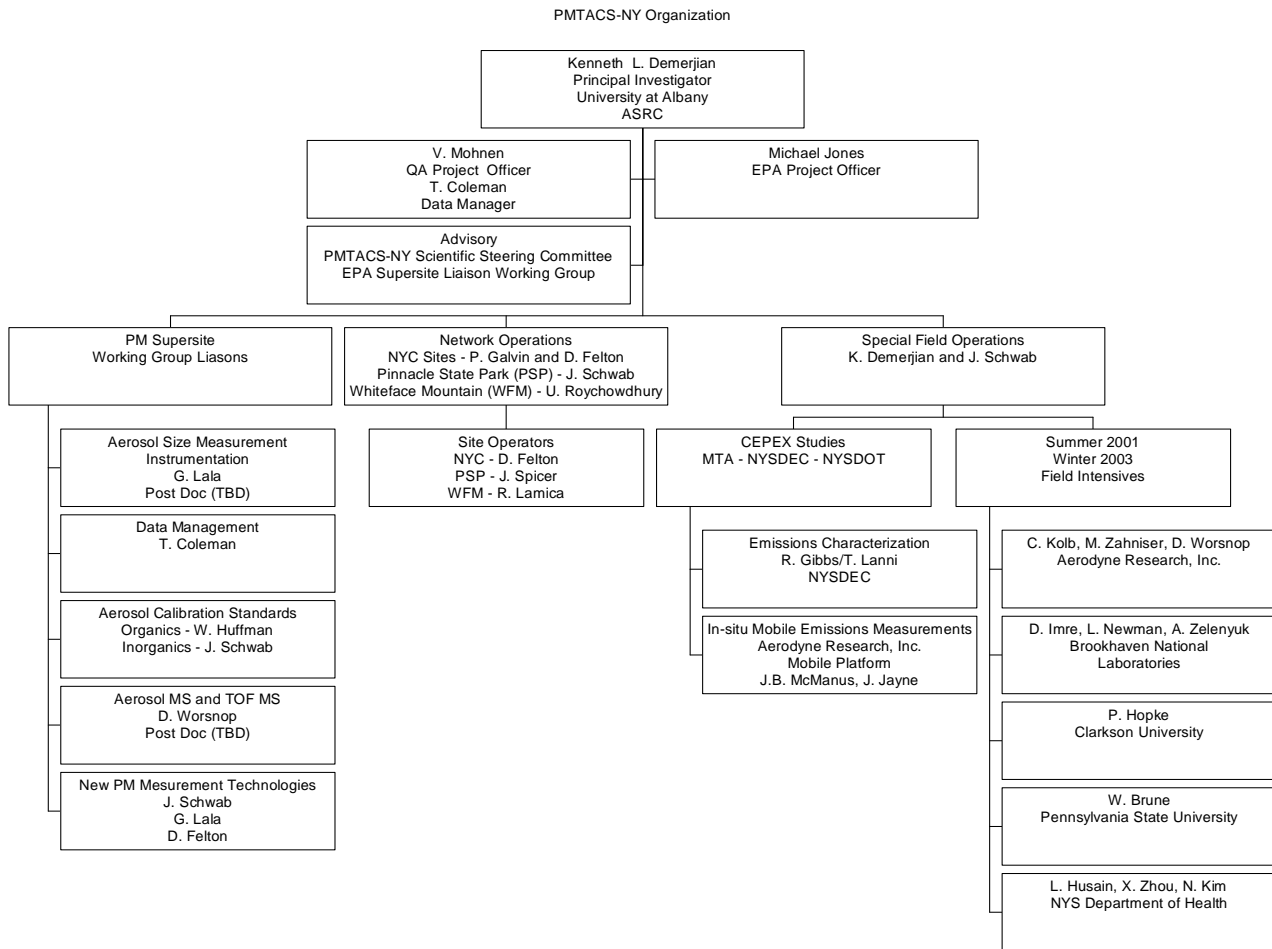 PMTACS-NY Organization
Kenneth L. Demerjian
Principal Investigator
University at Albany
ASRC
V. Mohnen
QA Project Officer
T. Coleman
Data Manager
Michael Jones
EPA Project Officer
Advisory
PMTACS-NY Scientific Steering Committee
EPA Supersite Liaison Working Group
PM Supersite
Working Group Liasons
Network Operations
NYC Sites - P. Galvin and D. Felton
Pinnacle State Park (PSP) - J. Schwab
Whiteface Mountain (WFM) - U. Roychowdhury
Special Field Operations
K. Demerjian and J. Schwab
Aerosol Size Measurement
Instrumentation
G. Lala
Post Doc (TBD)
Data Management
T. Coleman
Aerosol Calibration Standards
Organics - W. Huffman
Inorganics - J. Schwab
Aerosol MS and TOF MS
D. Worsnop
Post Doc (TBD)
New PM Mesurement Technologies
J. Schwab
G. Lala
D. Felton
Site Operators
NYC - D. Felton
PSP - J. Spicer
WFM - R. Lamica
CEPEX Studies
MTA - NYSDEC - NYSDOT
Emissions Characterization
R. Gibbs/T. Lanni
NYSDEC
In-situ Mobile Emissions Measurements
Aerodyne Research, Inc.
Mobile Platform
J.B. McManus, J. Jayne
Summer 2001
Winter 2003
Field Intensives
C. Kolb, M. Zahniser, D. Worsnop
Aerodyne Research, Inc.
D. Imre, L. Newman, A. Zelenyuk
Brookhaven National
Laboratories
P. Hopke
Clarkson University
W. Brune
Pennsylvania State University
L. Husain, X. Zhou, N. Kim
NYS Department of Health